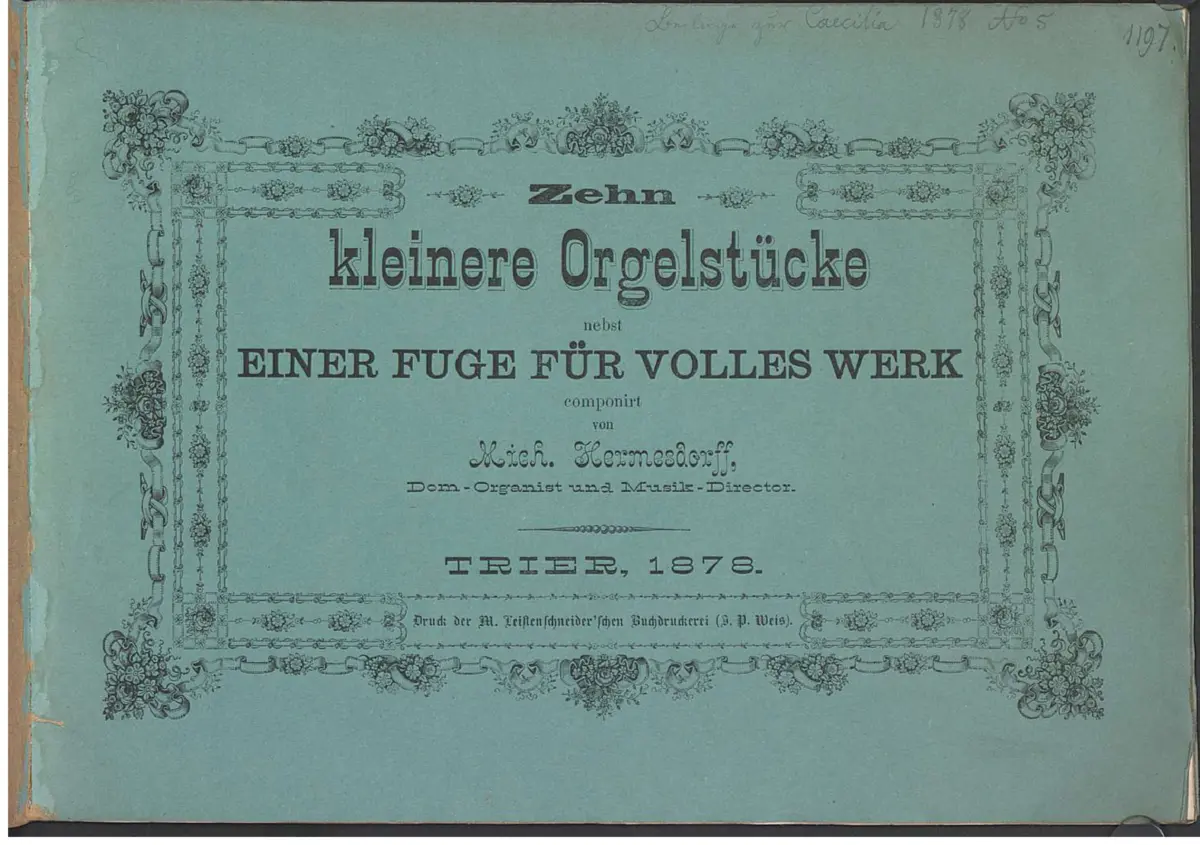 zur Caecilia 1878 No 5
1197.
Zehn
kleinere Orgelstücke
nebst
EINER FUGE FÜR VOLLES WERK
componirt
von
Mich. Hermesdorff,
Dom-Organist und Musik-Director.
TRIER, 1878.
Druck der M. Leistenschneider'schen Buchdruckerei (J. P. Weis).